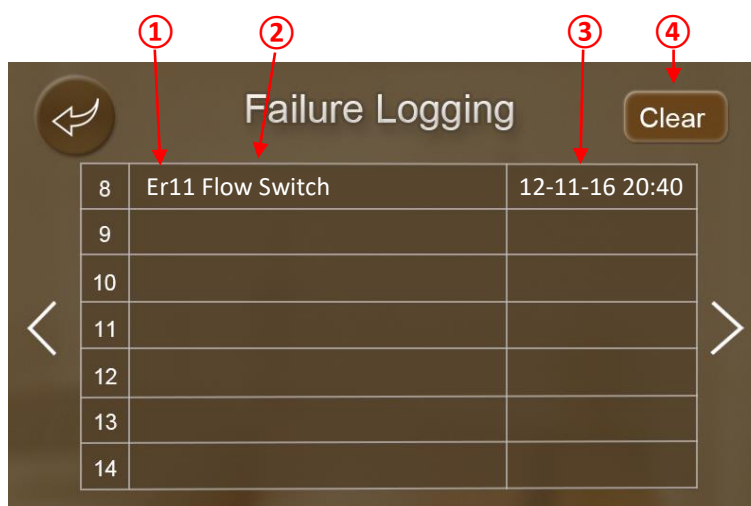 ① ② ③ ④
Failure Logging Clear
8 Er11 Flow Switch 12-11-16 20:40
9
10
11
12
13
14